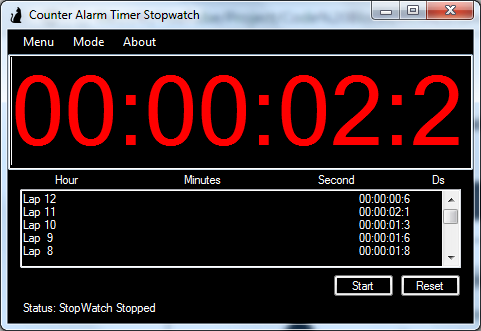 Counter Alarm Timer Stopwatch
Menu Mode About
00:00:02:2
Hour Minutes Second Ds
Lap 12 00:00:00:6
Lap 11 00:00:02:1
Lap 10 00:00:01:3
Lap 9 00:00:01:6
Lap 8 00:00:01:8
Start Reset
Status: StopWatch Stopped